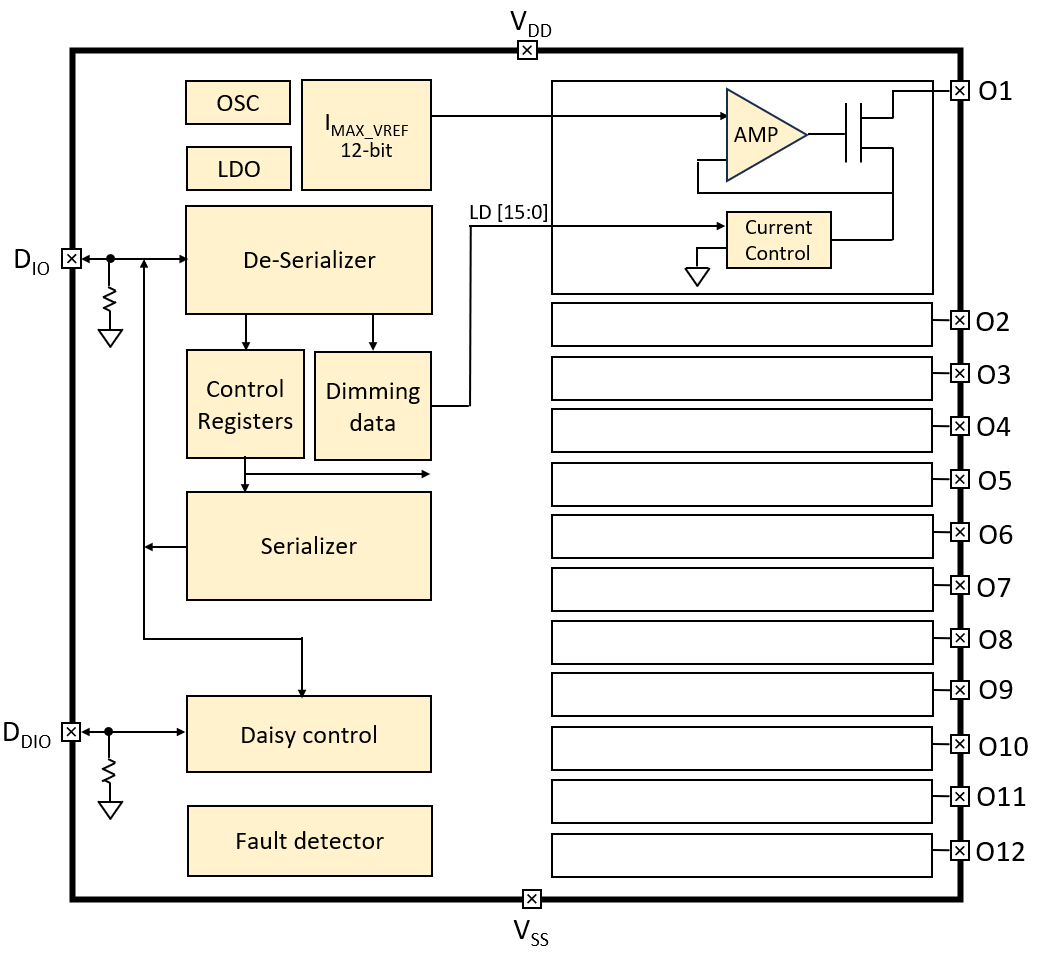 VDD
OSC
IMAX_VREF
12-bit
LDO
De-Serializer
DIO
Control
Registers
Dimming
data
Serializer
DDIO
Daisy control
Fault detector
LD [15:0]
AMP
Current
Control
O1
O2
O3
O4
O5
O6
O7
O8
O9
O10
O11
O12
VSS